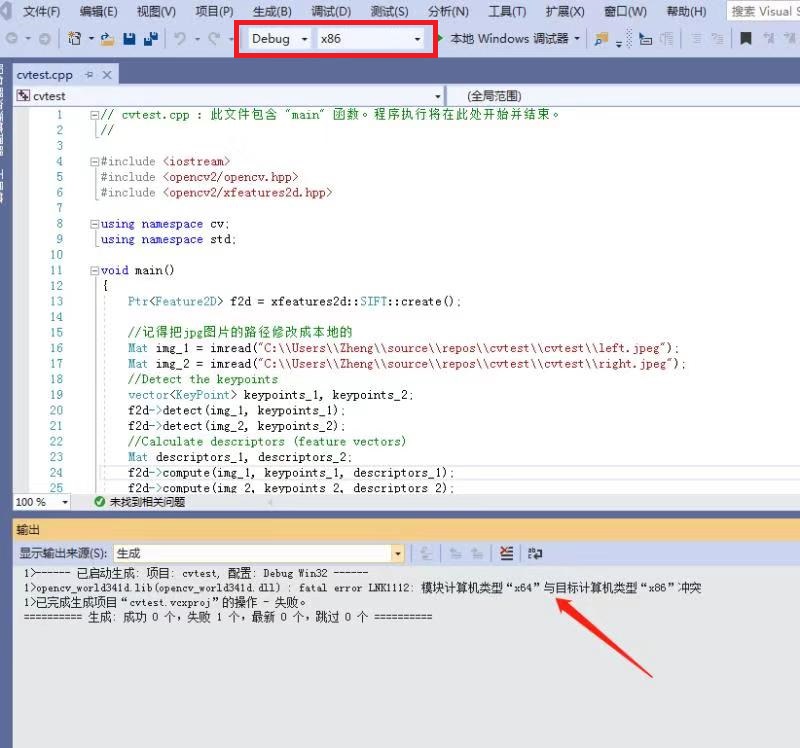 文件(F) 编辑(E) 视图(V) 项目(P) 生成(B) 调试(D) 测试(S) 分析(N) 工具(T) 扩展(X) 窗口(W) 帮助(H) 搜索 Visual S
Debug x86 本地 Windows 调试器
cvtest.cpp
cvtest (全局范围)
1 // cvtest.cpp : 此文件包含 "main" 函数。程序执行将在此处开始并结束。
2 //
3
4 #include <iostream>
5 #include <opencv2/opencv.hpp>
6 #include <opencv2/xfeatures2d.hpp>
7
8 using namespace cv;
9 using namespace std;
10
11 void main()
12 {
13 Ptr<Feature2D> f2d = xfeatures2d::SIFT::create();
14
15 //记得把jpg图片的路径修改成本地的
16 Mat img_1 = imread("C:\\Users\\Zheng\\source\\repos\\cvtest\\cvtest\\left.jpeg");
17 Mat img_2 = imread("C:\\Users\\Zheng\\source\\repos\\cvtest\\cvtest\\right.jpeg");
18 //Detect the keypoints
19 vector<KeyPoint> keypoints_1, keypoints_2;
20 f2d->detect(img_1, keypoints_1);
21 f2d->detect(img_2, keypoints_2);
22 //Calculate descriptors (feature vectors)
23 Mat descriptors_1, descriptors_2;
24 f2d->compute(img_1, keypoints_1, descriptors_1);
25 f2d->compute(img_2, keypoints_2, descriptors_2);
100 % 未找到相关问题
输出
显示输出来源(S): 生成
1>------ 已启动生成: 项目: cvtest, 配置: Debug Win32 ------
1>opencv_world341d.lib(opencv_world341d.dll) : fatal error LNK1112: 模块计算机类型“x64”与目标计算机类型“x86”冲突
1>已完成生成项目“cvtest.vcxproj”的操作 - 失败。
========== 生成: 成功 0 个，失败 1 个，最新 0 个，跳过 0 个 ==========